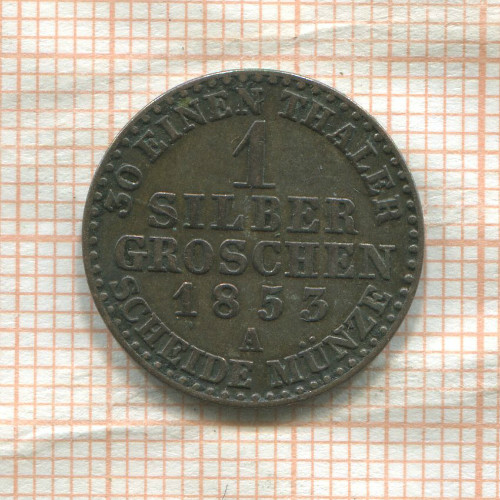 30 EINEN THALER
1
SILBER
GROSCHEN
1853
A
SCHEIDE MÜNZE